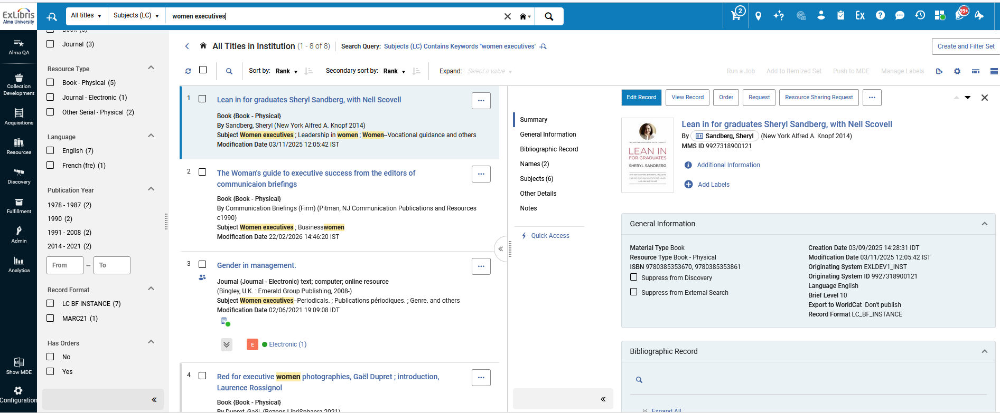 ExLibris
Alma University
All titles
Subjects (LC)
women executives
2
Ex
99+
Alma QA
Collection
Development
Acquisitions
Resources
Discovery
Fulfillment
Admin
Analytics
Show MDE
Configuration
Journal (3)
Resource Type
Book - Physical (5)
Journal - Electronic (1)
Other Serial - Physical (2)
Language
English (7)
French (fre) (1)
Publication Year
1978 - 1987 (2)
1990 (2)
1991 - 2008 (2)
2014 - 2021 (2)
From – To
Record Format
LC BF INSTANCE (7)
MARC21 (1)
Has Orders
No
Yes
All Titles in Institution (1 - 8 of 8)
Search Query: Subjects (LC) Contains Keywords "women executives"
Create and Filter Set
Sort by: Rank
Secondary sort by: Rank
Expand: Select a value
Run a Job
Add to Itemized Set
Push to MDE
Manage Labels
1
Lean in for graduates Sheryl Sandberg, with Nell Scovell
Book {Book - Physical}
By Sandberg, Sheryl (New York Alfred A. Knopf 2014)
Subject Women executives ; Leadership in women ; Women--Vocational guidance and others
Modification Date 03/11/2025 12:05:42 IST
2
The Woman's guide to executive success from the editors of
communicaion briefings
Book {Book - Physical}
By Communication Briefings (Firm) (Pitman, NJ Communication Publications and Resources
c1990)
Subject Women executives ; Businesswomen
Modification Date 22/02/2026 14:46:20 IST
3
Gender in management.
Journal {Journal - Electronic} text; computer; online resource
(Bingley, U.K. : Emerald Group Publishing, 2008-)
Subject Women executives--Periodicals. ; Publications périodiques. ; Genre. and others
Modification Date 02/06/2021 19:09:08 IDT
E Electronic (1)
4
Red for executive women photographies, Gaël Dupret ; introduction,
Laurence Rossignol
Book {Book - Physical}
By Dupret, Gaël (Bozons LibriSphaera 2021)
Summary
General Information
Bibliographic Record
Names (2)
Subjects (6)
Other Details
Notes
Quick Access
Edit Record
View Record
Order
Request
Resource Sharing Request
LEAN IN
FOR GRADUATES
SHERYL SANDBERG
Lean in for graduates Sheryl Sandberg, with Nell Scovell
By Sandberg, Sheryl (New York Alfred A. Knopf 2014)
MMS ID 9927318900121
Additional Information
Add Labels
General Information
Material Type Book
Resource Type Book - Physical
ISBN 9780385353670, 9780385353861
Suppress from Discovery
Suppress from External Search
Creation Date 03/09/2025 14:28:31 IDT
Modification Date 03/11/2025 12:05:42 IST
Originating System EXLDEV1_INST
Originating System ID 9927318900121
Language English
Brief Level 10
Export to WorldCat Don't publish
Record Format LC_BF_INSTANCE
Bibliographic Record
Expand All